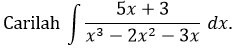 Carilah ∫ (5x + 3)/(x³ − 2x² − 3x) dx.